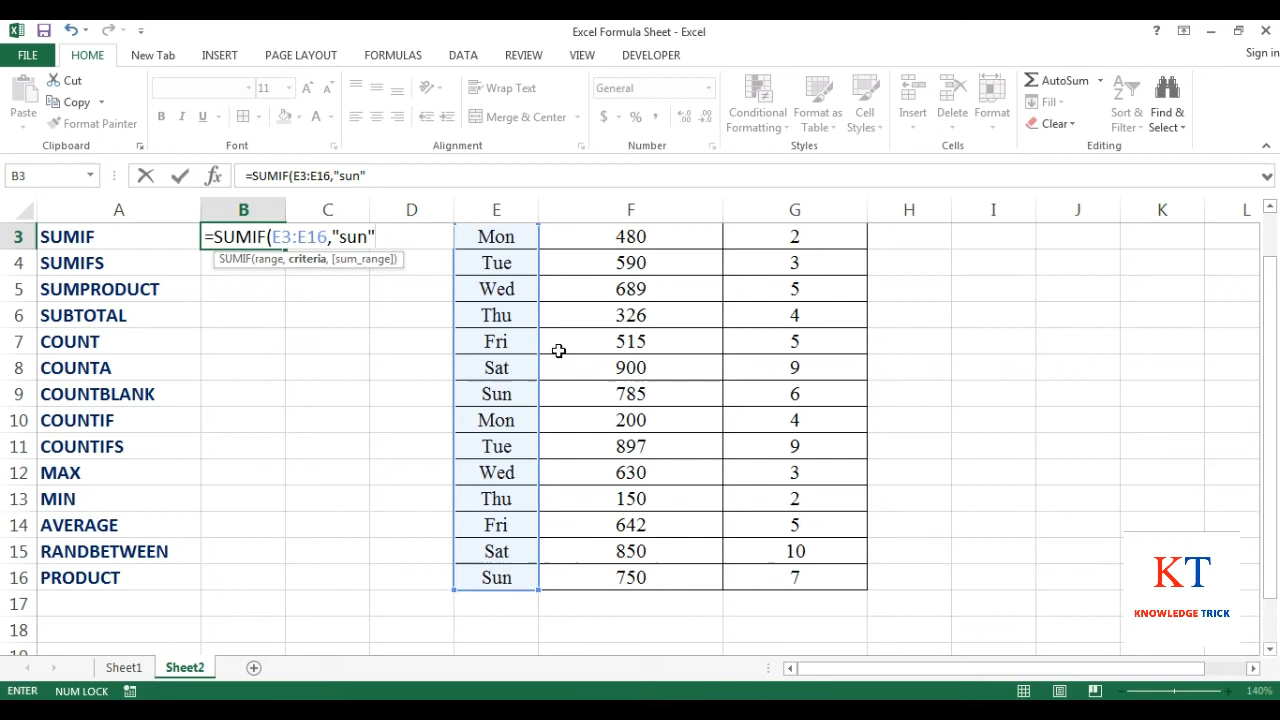 Excel Formula Sheet - Excel
?
Sign in
FILE HOME New Tab INSERT PAGE LAYOUT FORMULAS DATA REVIEW VIEW DEVELOPER
Paste
Cut
Copy
Format Painter
Clipboard
11 A A
B I U A
Font
Wrap Text
Merge & Center
Alignment
General
$ % ,
Number
Conditional Formatting
Format as Table
Cell Styles
Styles
Insert Delete Format
Cells
AutoSum
Fill
Clear
Sort & Filter
Find & Select
Editing
B3 fx =SUMIF(E3:E16,"sun"
A B C D E F G H I J K L
3 SUMIF =SUMIF(E3:E16,"sun" Mon 480 2
SUMIF(range, criteria, [sum_range])
4 SUMIFS Tue 590 3
5 SUMPRODUCT Wed 689 5
6 SUBTOTAL Thu 326 4
7 COUNT Fri 515 5
8 COUNTA Sat 900 9
9 COUNTBLANK Sun 785 6
10 COUNTIF Mon 200 4
11 COUNTIFS Tue 897 9
12 MAX Wed 630 3
13 MIN Thu 150 2
14 AVERAGE Fri 642 5
15 RANDBETWEEN Sat 850 10
16 PRODUCT Sun 750 7
17
18
19
KT
KNOWLEDGE TRICK
Sheet1 Sheet2
ENTER NUM LOCK 140%